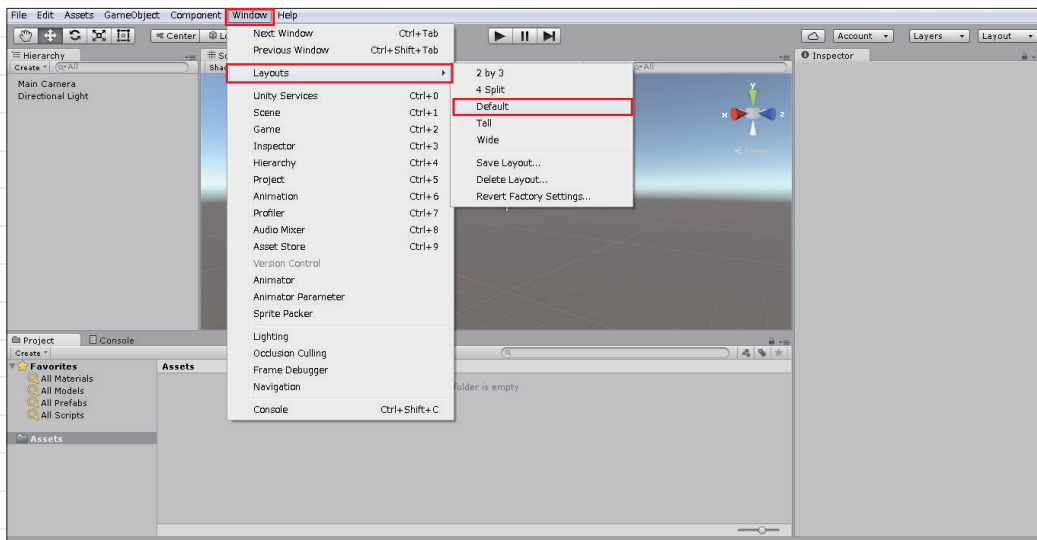 File Edit Assets GameObject Component Window Help
Center
Account
Layers
Layout
Hierarchy
Create
All
Main Camera
Directional Light
Next Window Ctrl+Tab
Previous Window Ctrl+Shift+Tab
Layouts
Unity Services Ctrl+0
Scene Ctrl+1
Game Ctrl+2
Inspector Ctrl+3
Hierarchy Ctrl+4
Project Ctrl+5
Animation Ctrl+6
Profiler Ctrl+7
Audio Mixer Ctrl+8
Asset Store Ctrl+9
Version Control
Animator
Animator Parameter
Sprite Packer
Lighting
Occlusion Culling
Frame Debugger
Navigation
Console Ctrl+Shift+C
2 by 3
4 Split
Default
Tall
Wide
Save Layout...
Delete Layout...
Revert Factory Settings...
All
y
x
z
Persp
Inspector
Project
Console
Create
Favorites
All Materials
All Models
All Prefabs
All Scripts
Assets
Assets
folder is empty